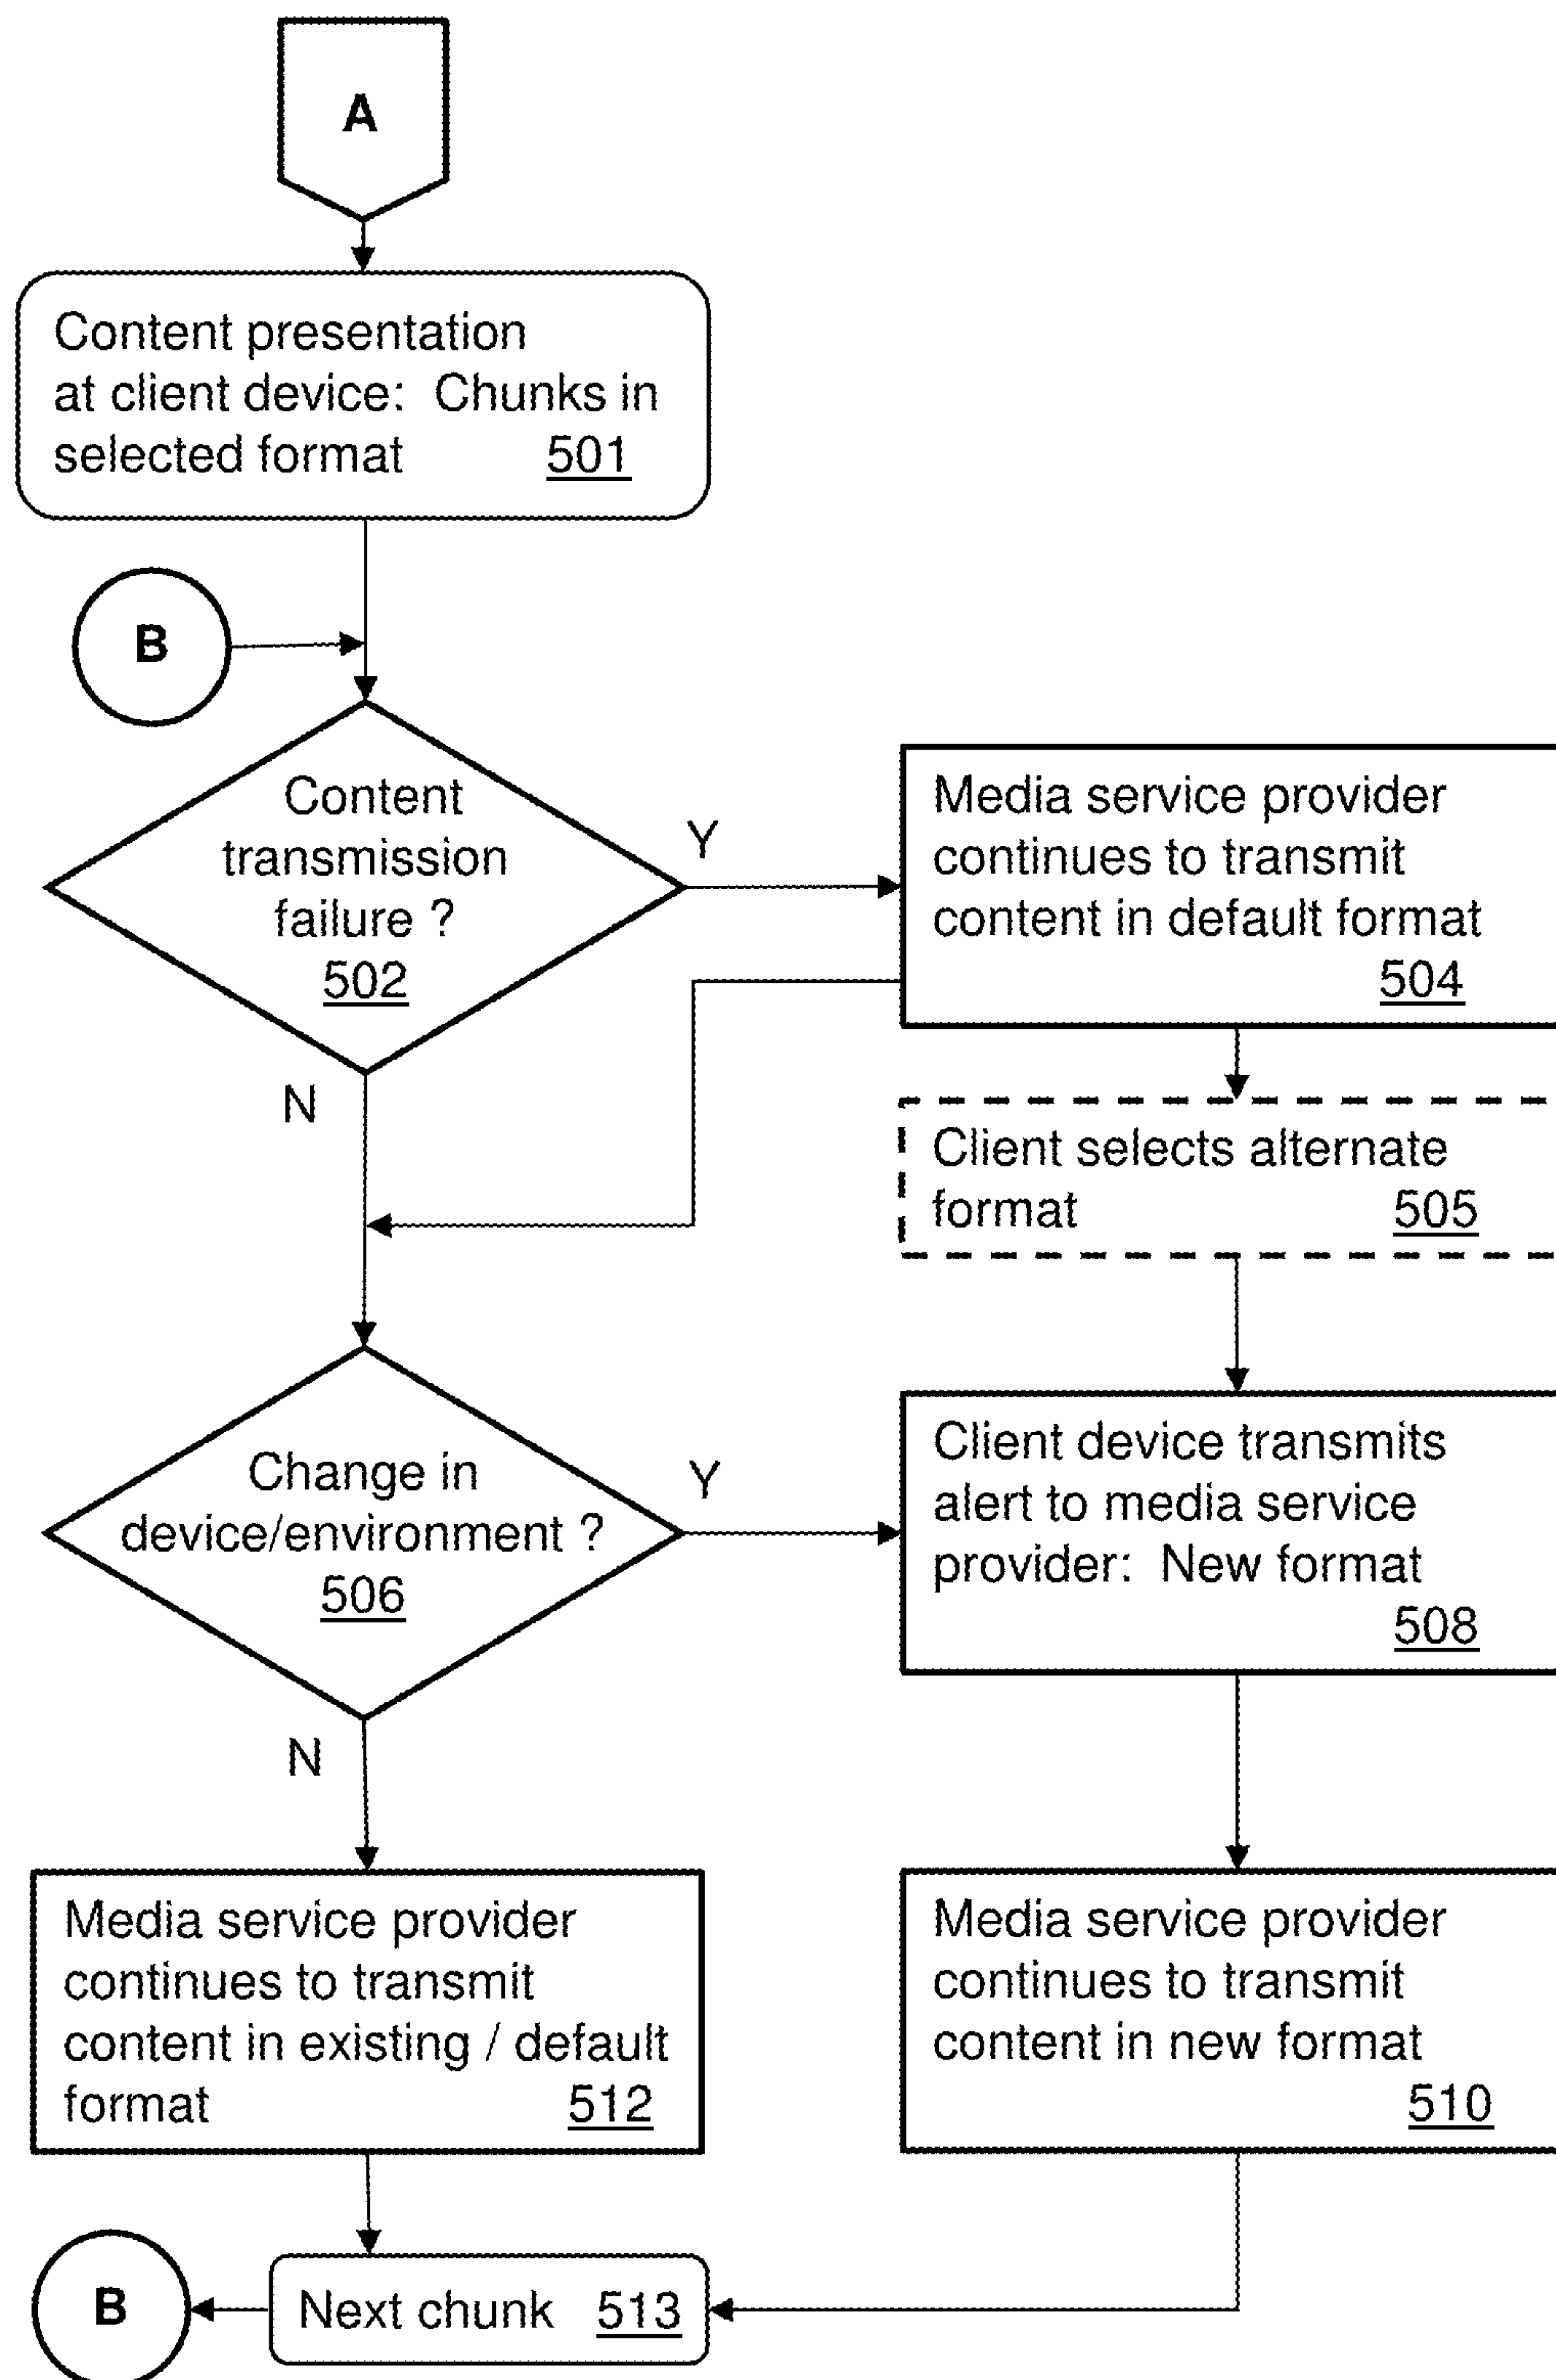 A
Content presentation
at client device: Chunks in
selected format 501
B
Content
transmission
failure ?
502
Y
N
Media service provider
continues to transmit
content in default format
504
Client selects alternate
format 505
Change in
device/environment ?
506
Y
N
Client device transmits
alert to media service
provider: New format
508
Media service provider
continues to transmit
content in existing / default
format 512
Media service provider
continues to transmit
content in new format
510
Next chunk 513
B